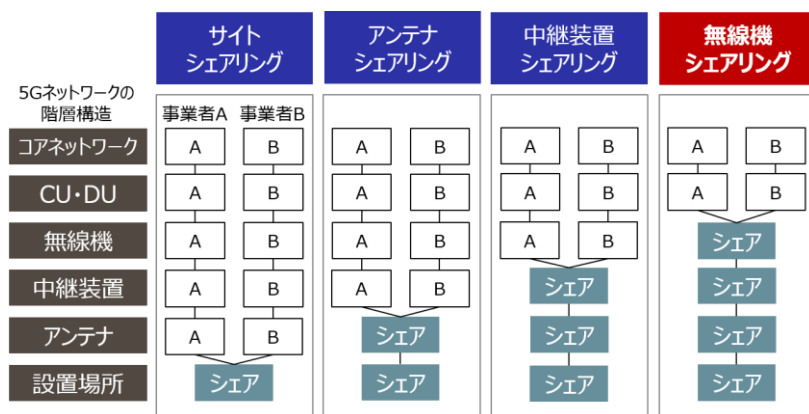 サイト
シェアリング
アンテナ
シェアリング
中継装置
シェアリング
無線機
シェアリング
5Gネットワークの
階層構造
事業者A 事業者B
コアネットワーク A B A B A B A B
CU・DU A B A B A B A B
無線機 A B A B A B シェア
中継装置 A B A B シェア シェア
アンテナ A B シェア シェア シェア
設置場所 シェア シェア シェア シェア